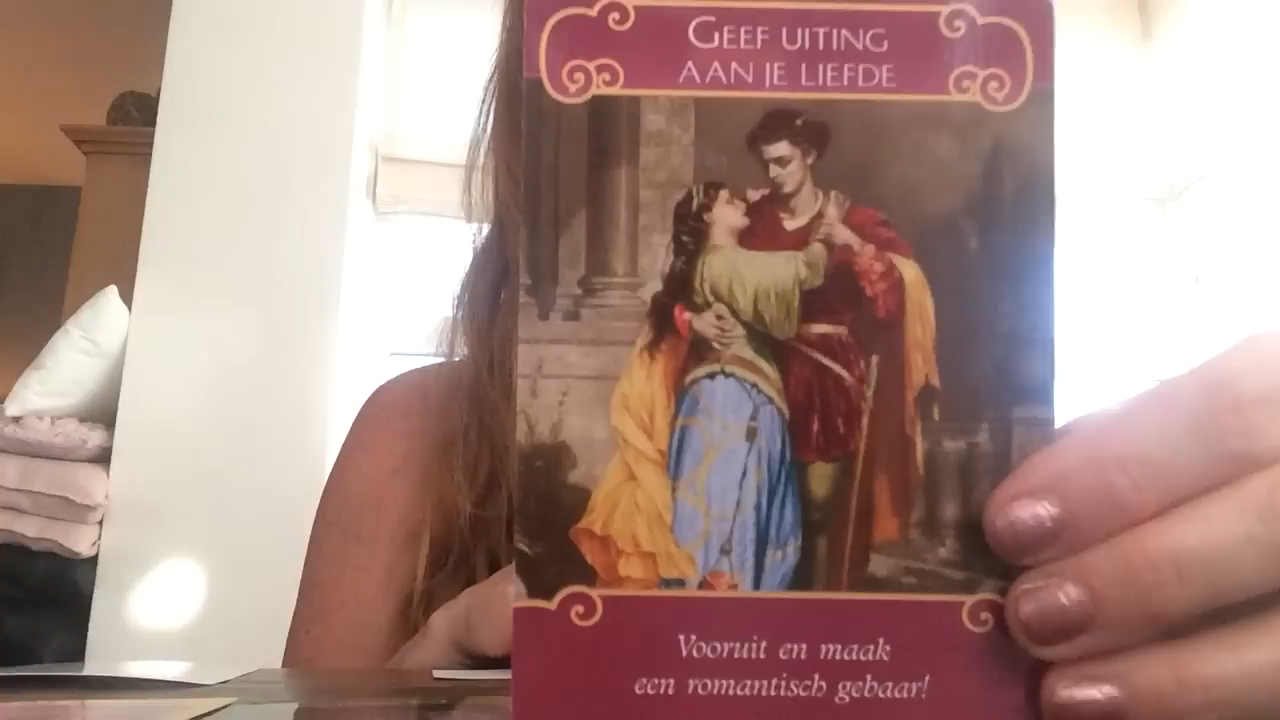 GEEF UITING
AAN JE LIEFDE
Vooruit en maak
een romantisch gebaar!